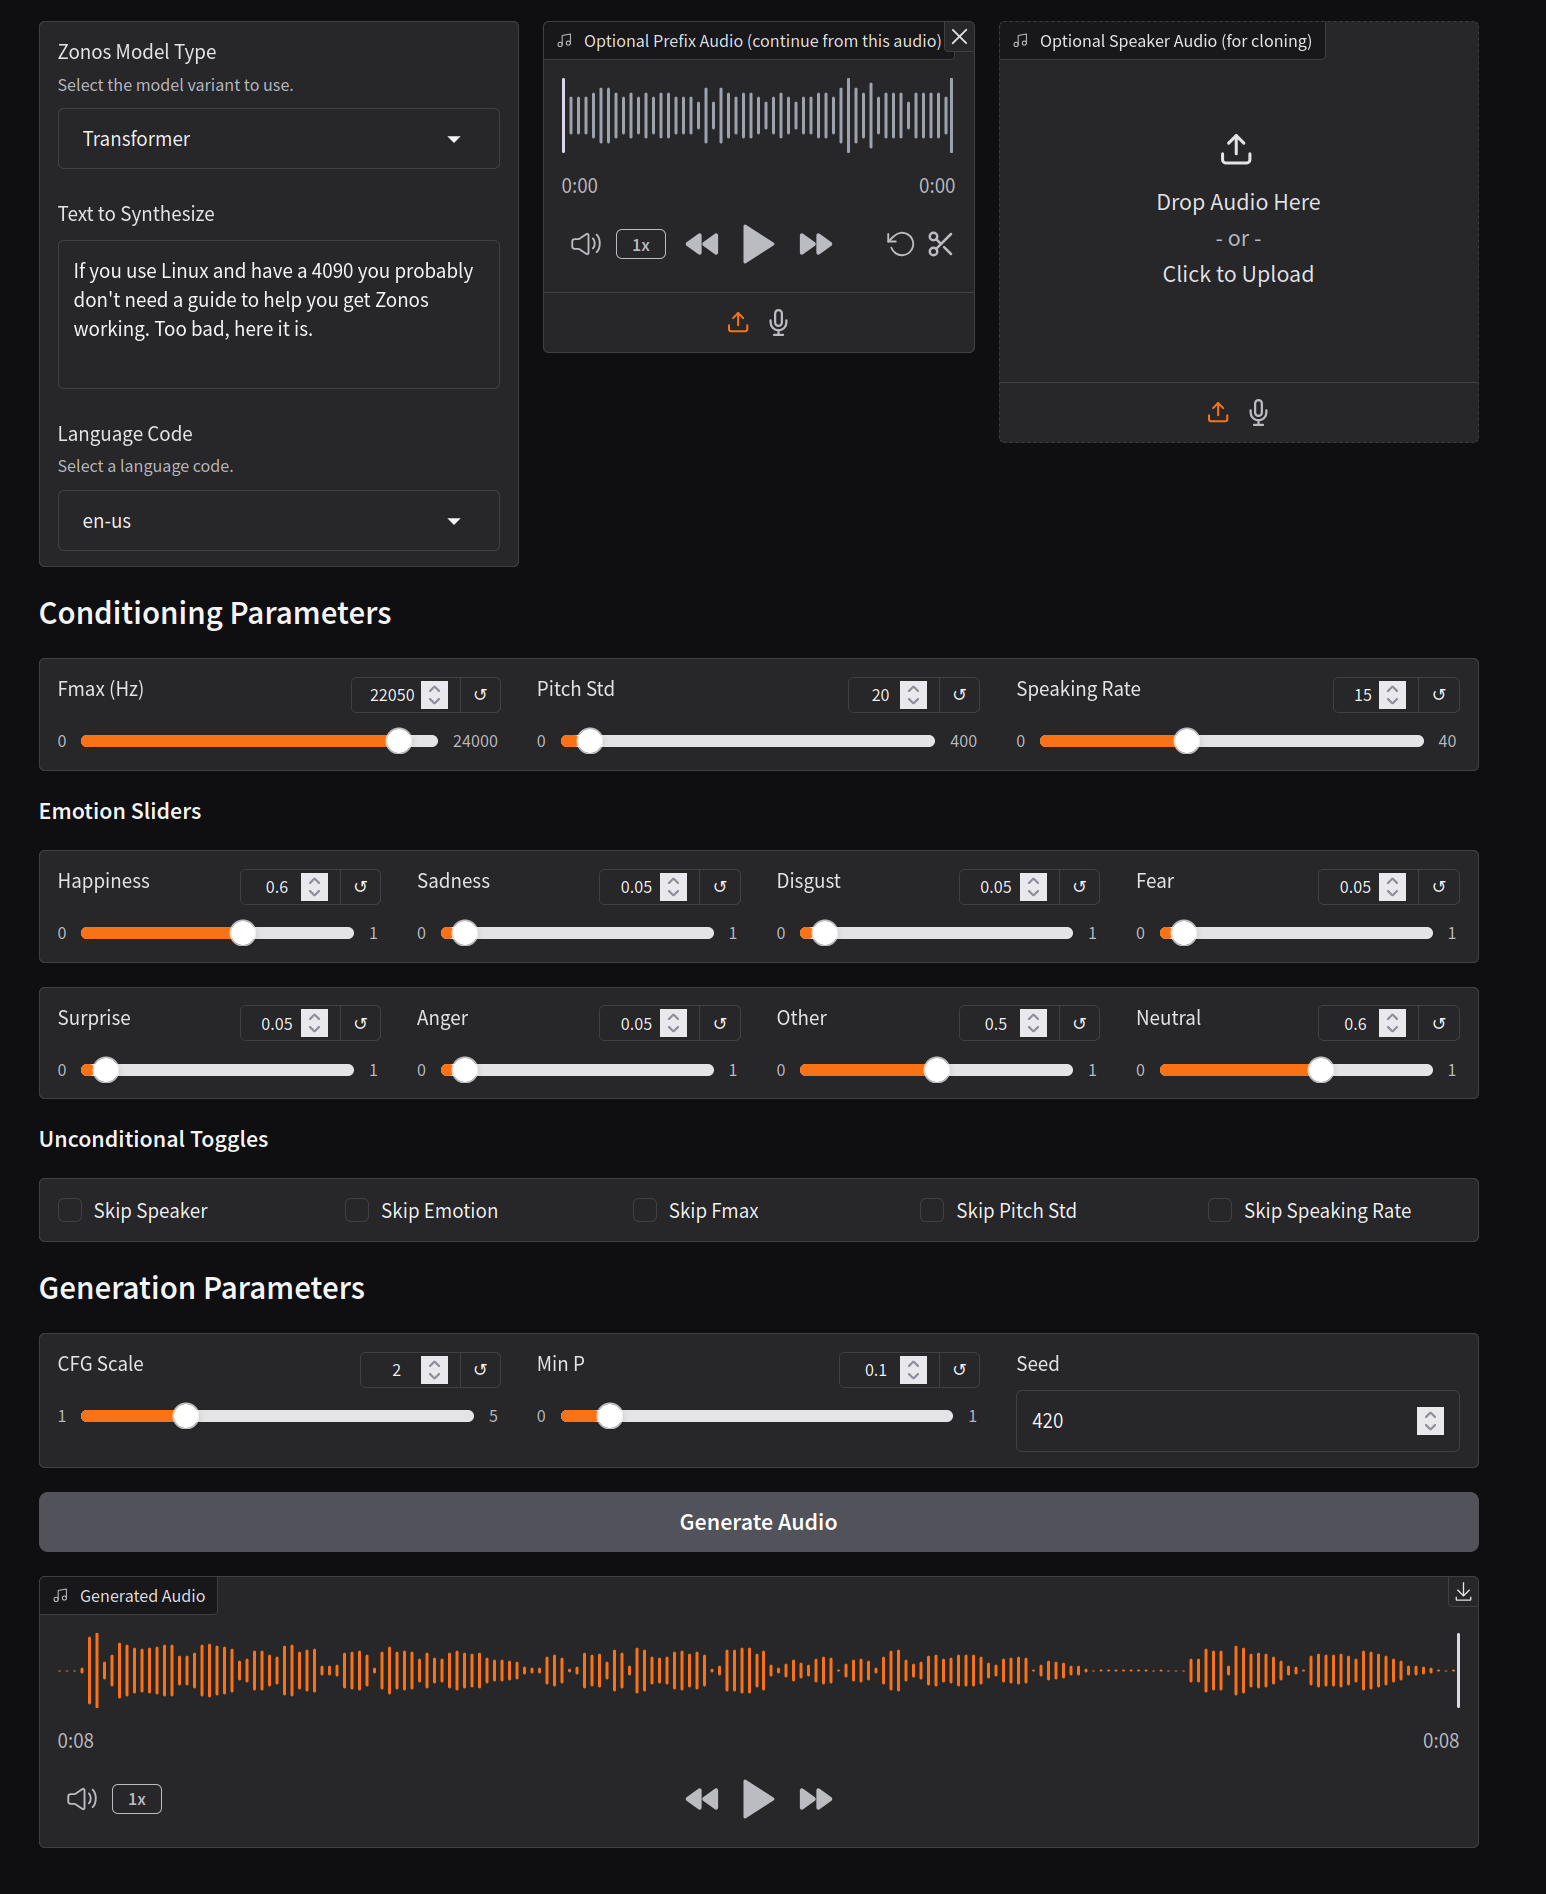 Zonos Model Type
Select the model variant to use.
Transformer
Text to Synthesize
If you use Linux and have a 4090 you probably
don't need a guide to help you get Zonos
working. Too bad, here it is.
Language Code
Select a language code.
en-us
Optional Prefix Audio (continue from this audio)
0:00 0:00
1x
Optional Speaker Audio (for cloning)
Drop Audio Here
- or -
Click to Upload
Conditioning Parameters
Fmax (Hz) 22050
0 24000
Pitch Std 20
0 400
Speaking Rate 15
0 40
Emotion Sliders
Happiness 0.6
0 1
Sadness 0.05
0 1
Disgust 0.05
0 1
Fear 0.05
0 1
Surprise 0.05
0 1
Anger 0.05
0 1
Other 0.5
0 1
Neutral 0.6
0 1
Unconditional Toggles
Skip Speaker
Skip Emotion
Skip Fmax
Skip Pitch Std
Skip Speaking Rate
Generation Parameters
CFG Scale 2
1 5
Min P 0.1
0 1
Seed
420
Generate Audio
Generated Audio
0:08 0:08
1x